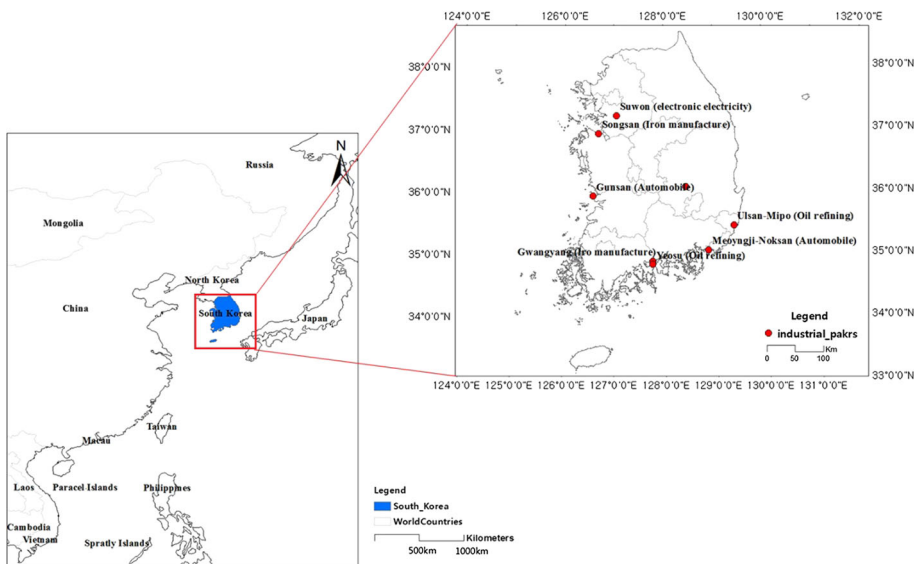 124°0'0"E
126°0'0"E
128°0'0"E
130°0'0"E
132°0'0"E
38°0'0"N
37°0'0"N
36°0'0"N
35°0'0"N
34°0'0"N
N
Russia
Mongolia
North Korea
China
South Korea
Japan
Taiwan
Macau
Laos
Paracel Islands
Philippines
Cambodia
Vietnam
Spratly Islands
Legend
South_Korea
WorldCountries
Kilometers
500km
1000km
Suwon (electronic electricity)
Songsan (Iron manufacture)
Gunsan (Automobile)
Ulsan-Mipo (Oil refining)
Meoyngji-Noksan (Automobile)
Gwangyang (Iro manufacture)
Yeosu (Oil refining)
Legend
industrial_pakrs
0 50 100 Km
38°0'0"N
37°0'0"N
36°0'0"N
35°0'0"N
34°0'0"N
33°0'0"N
124°0'0"E
125°0'0"E
126°0'0"E
127°0'0"E
128°0'0"E
129°0'0"E
130°0'0"E
131°0'0"E